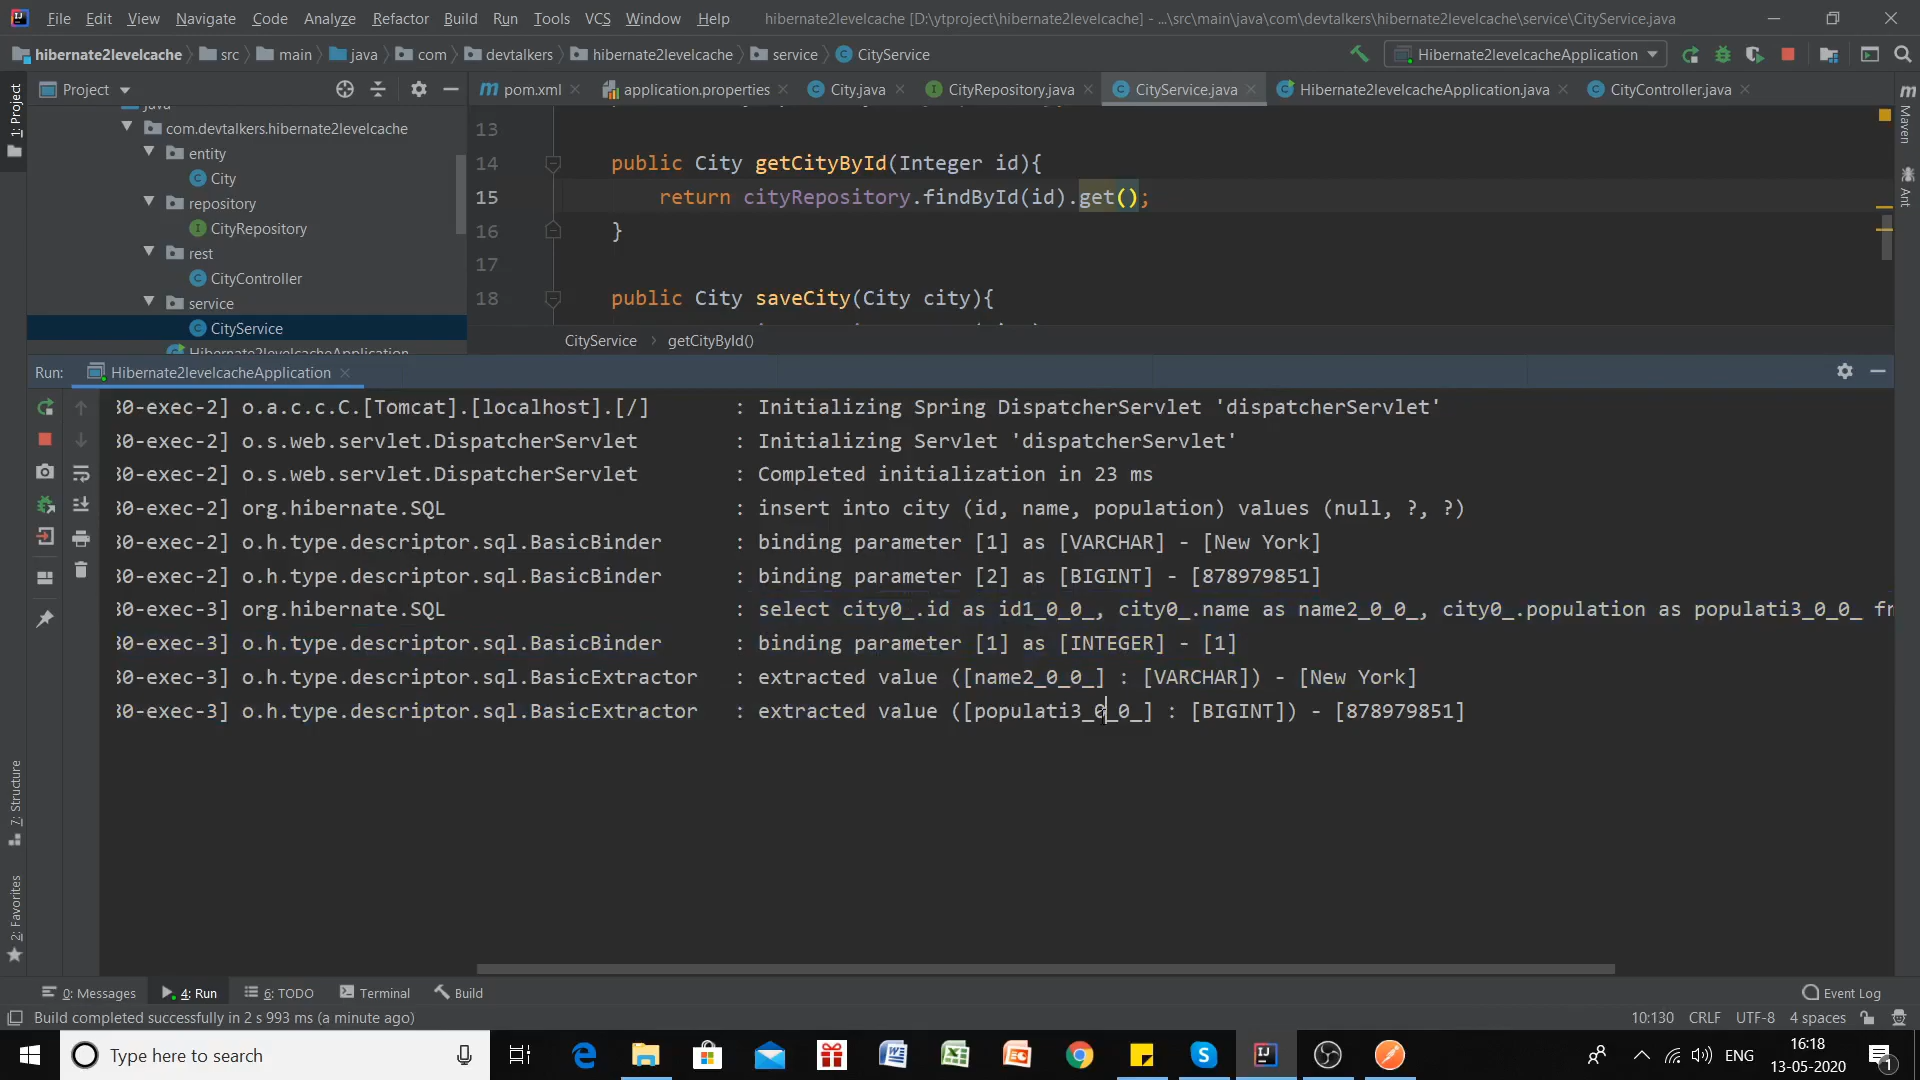 File Edit View Navigate Code Analyze Refactor Build Run Tools VCS Window Help hibernate2levelcache [D:\ytproject\hibernate2levelcache] - ...\src\main\java\com\devtalkers\hibernate2levelcache\service\CityService.java
hibernate2levelcache src main java com devtalkers hibernate2levelcache service CityService Hibernate2levelcacheApplication
Project pom.xml application.properties City.java CityRepository.java CityService.java Hibernate2levelcacheApplication.java CityController.java
1: Project
Maven
Ant
java
com.devtalkers.hibernate2levelcache
entity
City
repository
CityRepository
rest
CityController
service
CityService
Hibernate2levelcacheApplication
13
14 public City getCityById(Integer id){
15 return cityRepository.findById(id).get();
16 }
17
18 public City saveCity(City city){
CityService › getCityById()
Run: Hibernate2levelcacheApplication
30-exec-2] o.a.c.c.C.[Tomcat].[localhost].[/] : Initializing Spring DispatcherServlet 'dispatcherServlet'
30-exec-2] o.s.web.servlet.DispatcherServlet : Initializing Servlet 'dispatcherServlet'
30-exec-2] o.s.web.servlet.DispatcherServlet : Completed initialization in 23 ms
30-exec-2] org.hibernate.SQL : insert into city (id, name, population) values (null, ?, ?)
30-exec-2] o.h.type.descriptor.sql.BasicBinder : binding parameter [1] as [VARCHAR] - [New York]
30-exec-2] o.h.type.descriptor.sql.BasicBinder : binding parameter [2] as [BIGINT] - [878979851]
30-exec-3] org.hibernate.SQL : select city0_.id as id1_0_0_, city0_.name as name2_0_0_, city0_.population as populati3_0_0_ fr
30-exec-3] o.h.type.descriptor.sql.BasicBinder : binding parameter [1] as [INTEGER] - [1]
30-exec-3] o.h.type.descriptor.sql.BasicExtractor : extracted value ([name2_0_0_] : [VARCHAR]) - [New York]
30-exec-3] o.h.type.descriptor.sql.BasicExtractor : extracted value ([populati3_0_0_] : [BIGINT]) - [878979851]
7: Structure
2: Favorites
0: Messages 4: Run 6: TODO Terminal Build Event Log
Build completed successfully in 2 s 993 ms (a minute ago) 10:130 CRLF UTF-8 4 spaces
Type here to search ENG 16:18
13-05-2020 1